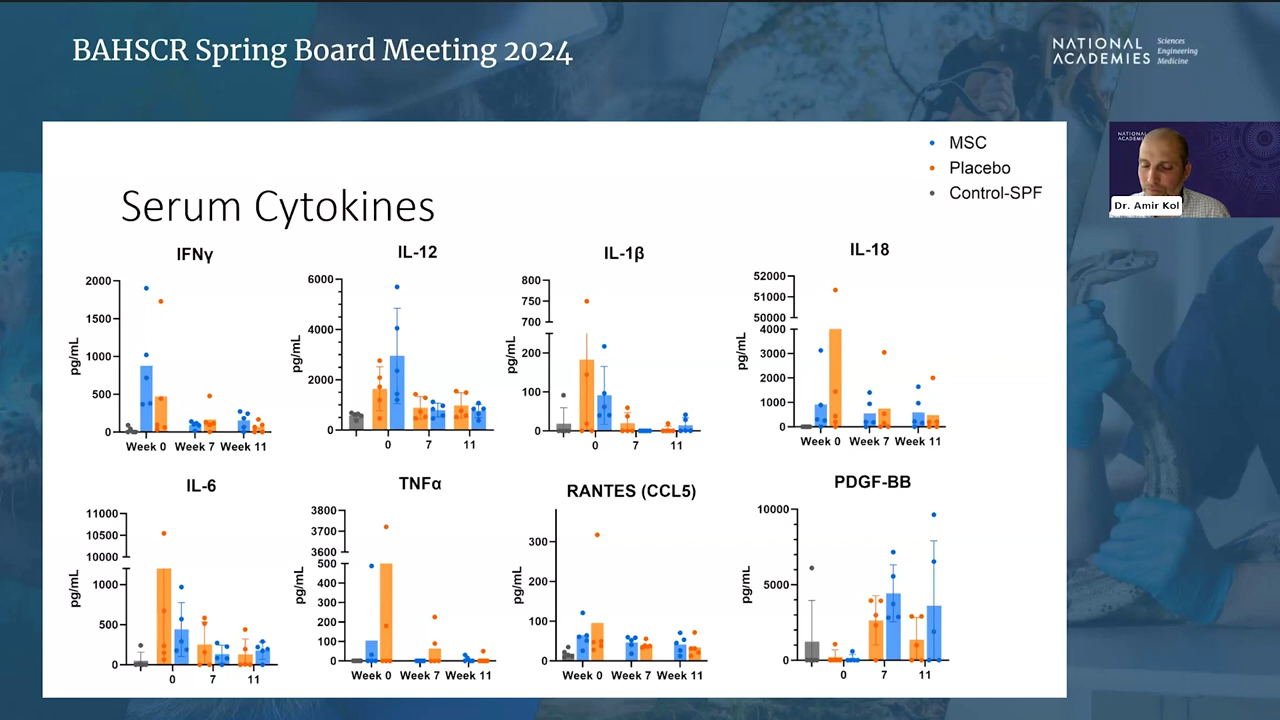 BAHSCR Spring Board Meeting 2024
NATIONAL ACADEMIES
Sciences
Engineering
Medicine
MSC
Placebo
Control-SPF
NATIONAL
ACADEMIES
Dr. Amir Kol
Serum Cytokines
IFNγ
2000
1500
1000
500
0
pg/mL
Week 0 Week 7 Week 11
IL-12
6000
4000
2000
0
pg/mL
0 7 11
IL-1β
800
750
700
200
100
0
pg/mL
0 7 11
IL-18
52000
51000
50000
4000
3000
2000
1000
0
pg/mL
Week 0 Week 7 Week 11
IL-6
11000
10500
10000
1000
500
0
pg/mL
0 7 11
TNFα
3800
3700
3600
500
400
300
200
100
0
pg/mL
Week 0 Week 7 Week 11
RANTES (CCL5)
300
200
100
0
pg/mL
Week 0 Week 7 Week 11
PDGF-BB
10000
5000
0
pg/mL
0 7 11